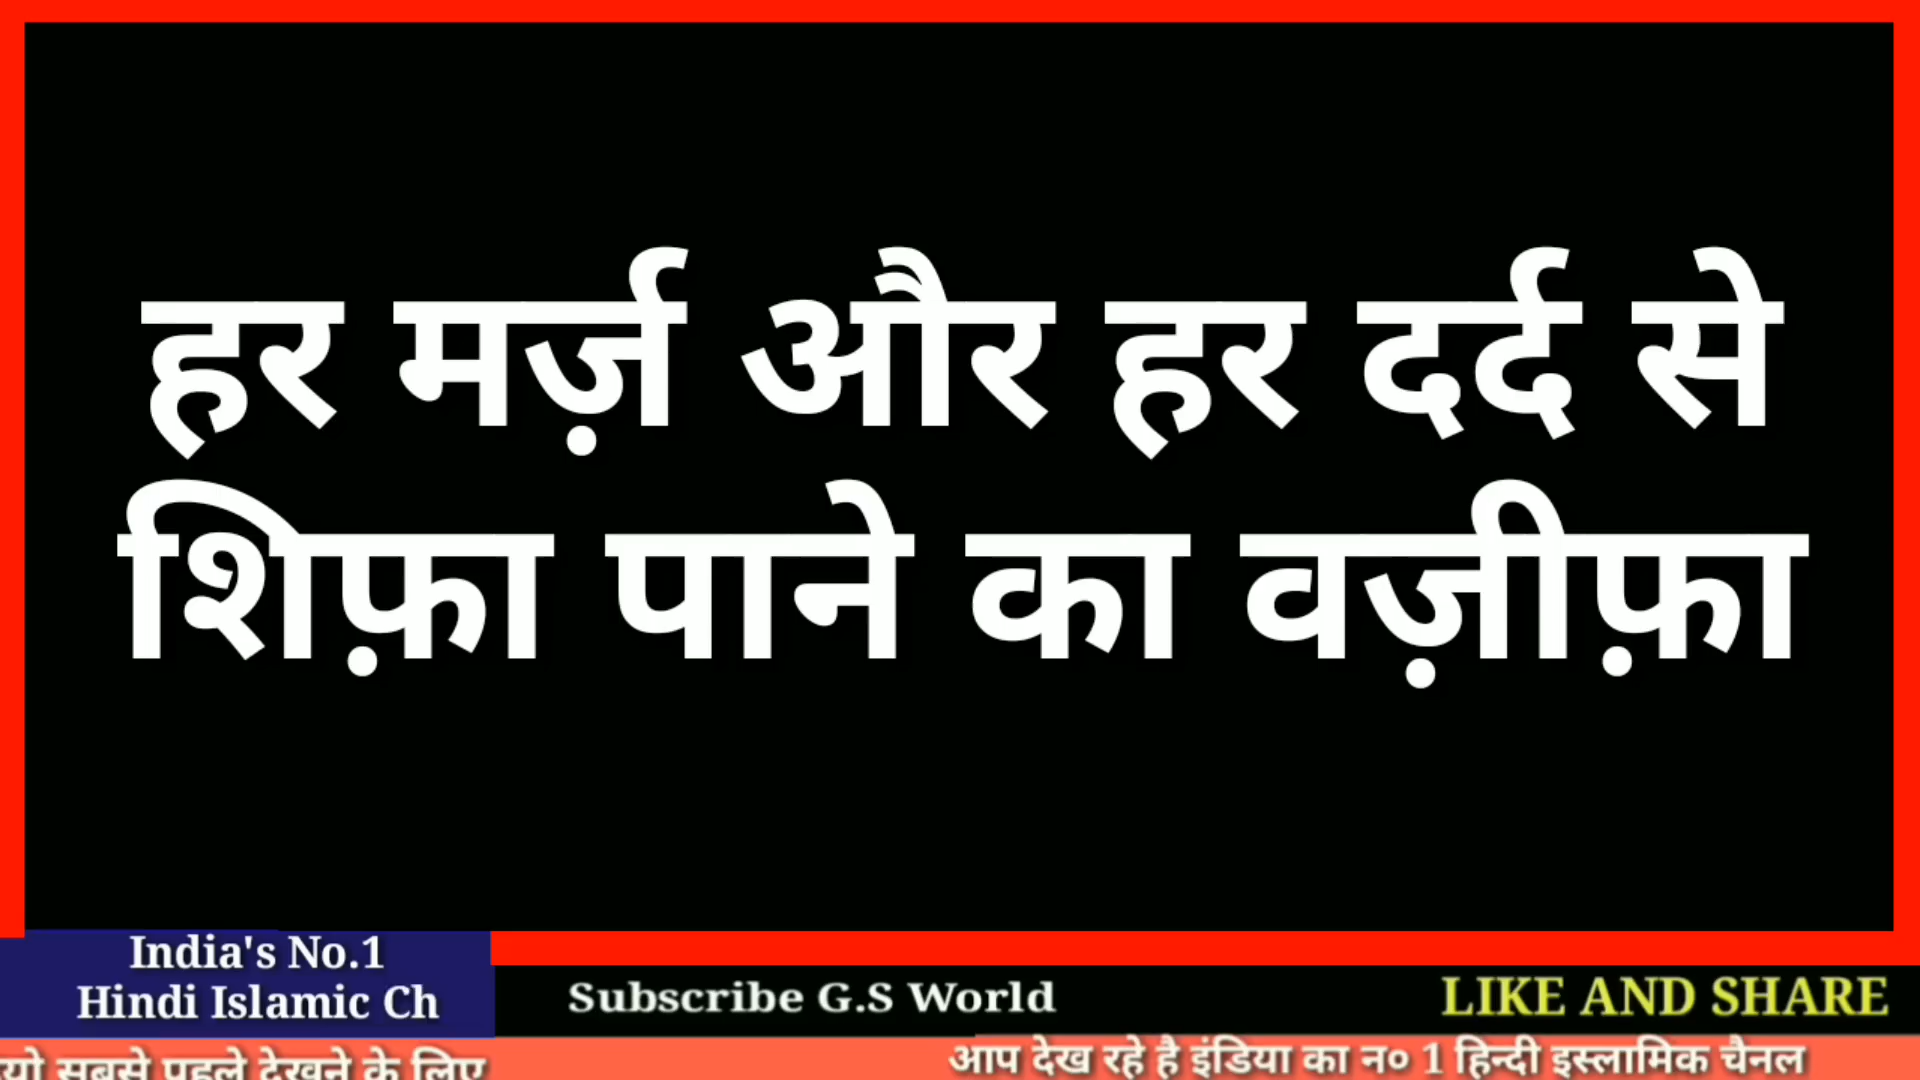 हर मर्ज़ और हर दर्द से
शिफ़ा पाने का वज़ीफ़ा
India's No.1
Hindi Islamic Ch
Subscribe G.S World
LIKE AND SHARE
सबसे पहले देखने के लिए
आप देख रहे है इंडिया का न० 1 हिन्दी इस्लामिक चैनल